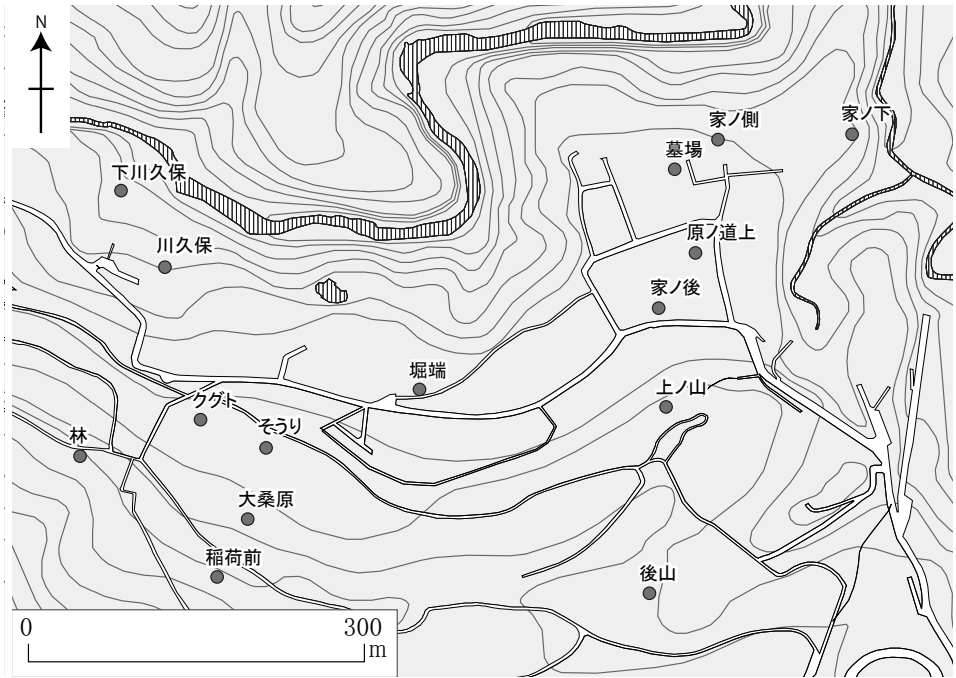 N
家ノ側
家ノ下
墓場
下川久保
原ノ道上
川久保
家ノ後
堀端
上ノ山
クグト
そうり
林
大桑原
稲荷前
後山
0
300
m